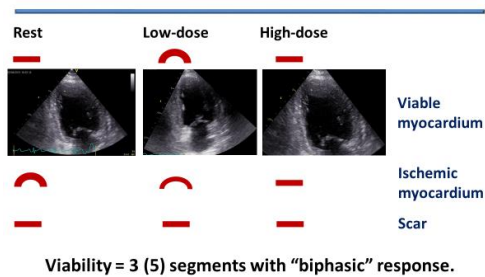 Rest Low-dose High-dose
Viable
myocardium
Ischemic
myocardium
Scar
Viability = 3 (5) segments with “biphasic” response.